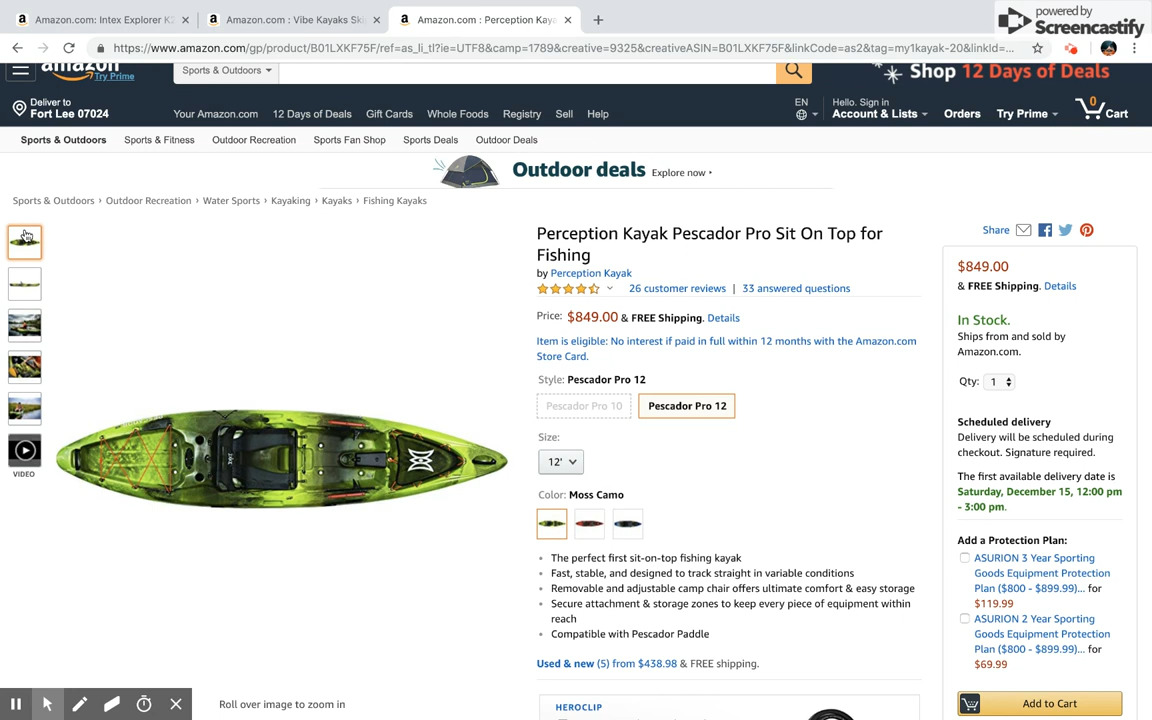 Amazon.com: Intex Explorer K2
Amazon.com : Vibe Kayaks Ski
Amazon.com : Perception Kaya
powered by
Screencastify
https://www.amazon.com/gp/product/B01LXKF75F/ref=as_li_tl?ie=UTF8&camp=1789&creative=9325&creativeASIN=B01LXKF75F&linkCode=as2&tag=my1kayak-20&linkId=...
amazon
Try Prime
Sports & Outdoors
Shop 12 Days of Deals
Deliver to
Fort Lee 07024
Your Amazon.com 12 Days of Deals Gift Cards Whole Foods Registry Sell Help
EN
Hello. Sign in
Account & Lists
Orders
Try Prime
0
Cart
Sports & Outdoors Sports & Fitness Outdoor Recreation Sports Fan Shop Sports Deals Outdoor Deals
Outdoor deals Explore now ›
Sports & Outdoors › Outdoor Recreation › Water Sports › Kayaking › Kayaks › Fishing Kayaks
VIDEO
Roll over image to zoom in
Perception Kayak Pescador Pro Sit On Top for
Fishing
by Perception Kayak
26 customer reviews | 33 answered questions
Price: $849.00 & FREE Shipping. Details
Item is eligible: No interest if paid in full within 12 months with the Amazon.com
Store Card.
Style: Pescador Pro 12
Pescador Pro 10 Pescador Pro 12
Size:
12'
Color: Moss Camo
• The perfect first sit-on-top fishing kayak
• Fast, stable, and designed to track straight in variable conditions
• Removable and adjustable camp chair offers ultimate comfort & easy storage
• Secure attachment & storage zones to keep every piece of equipment within
reach
• Compatible with Pescador Paddle
Used & new (5) from $438.98 & FREE shipping.
HEROCLIP
Share
$849.00
& FREE Shipping. Details
In Stock.
Ships from and sold by
Amazon.com.
Qty: 1
Scheduled delivery
Delivery will be scheduled during
checkout. Signature required.
The first available delivery date is
Saturday, December 15, 12:00 pm
- 3:00 pm.
Add a Protection Plan:
ASURION 3 Year Sporting
Goods Equipment Protection
Plan ($800 - $899.99)... for
$119.99
ASURION 2 Year Sporting
Goods Equipment Protection
Plan ($800 - $899.99)... for
$69.99
Add to Cart